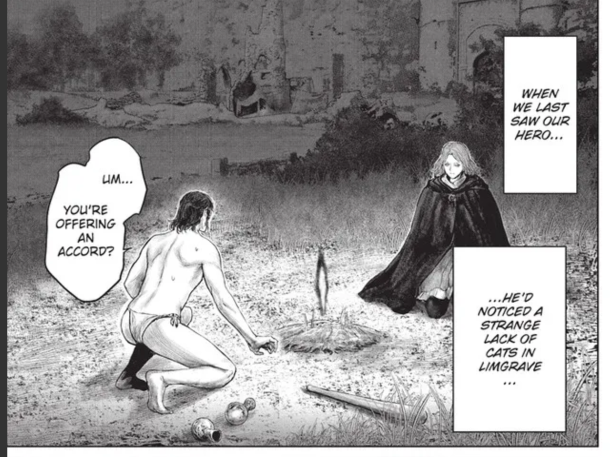 WHEN
WE LAST
SAW OUR
HERO...
UM...
YOU'RE
OFFERING
AN
ACCORD?
...HE'D
NOTICED A
STRANGE
LACK OF
CATS IN
LIMGRAVE
...